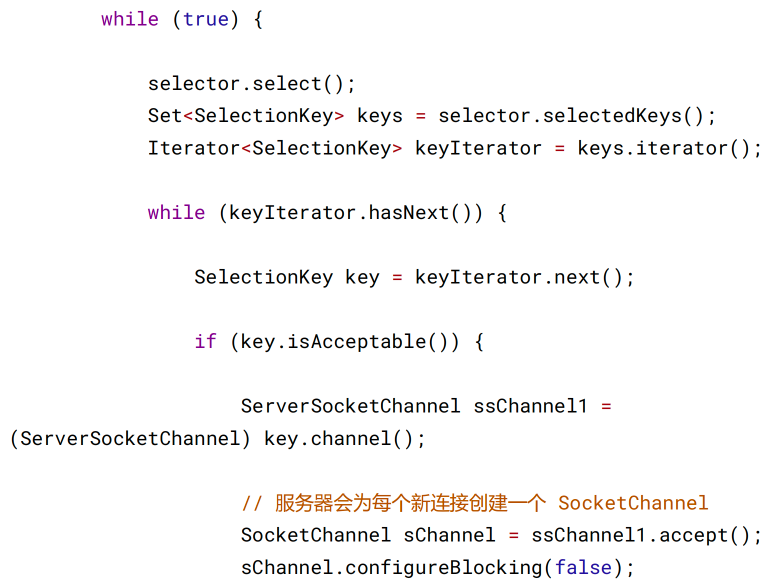 while (true) {
selector.select();
Set<SelectionKey> keys = selector.selectedKeys();
Iterator<SelectionKey> keyIterator = keys.iterator();
while (keyIterator.hasNext()) {
SelectionKey key = keyIterator.next();
if (key.isAcceptable()) {
ServerSocketChannel ssChannel1 =
(ServerSocketChannel) key.channel();
// 服务器会为每个新连接创建一个 SocketChannel
SocketChannel sChannel = ssChannel1.accept();
sChannel.configureBlocking(false);